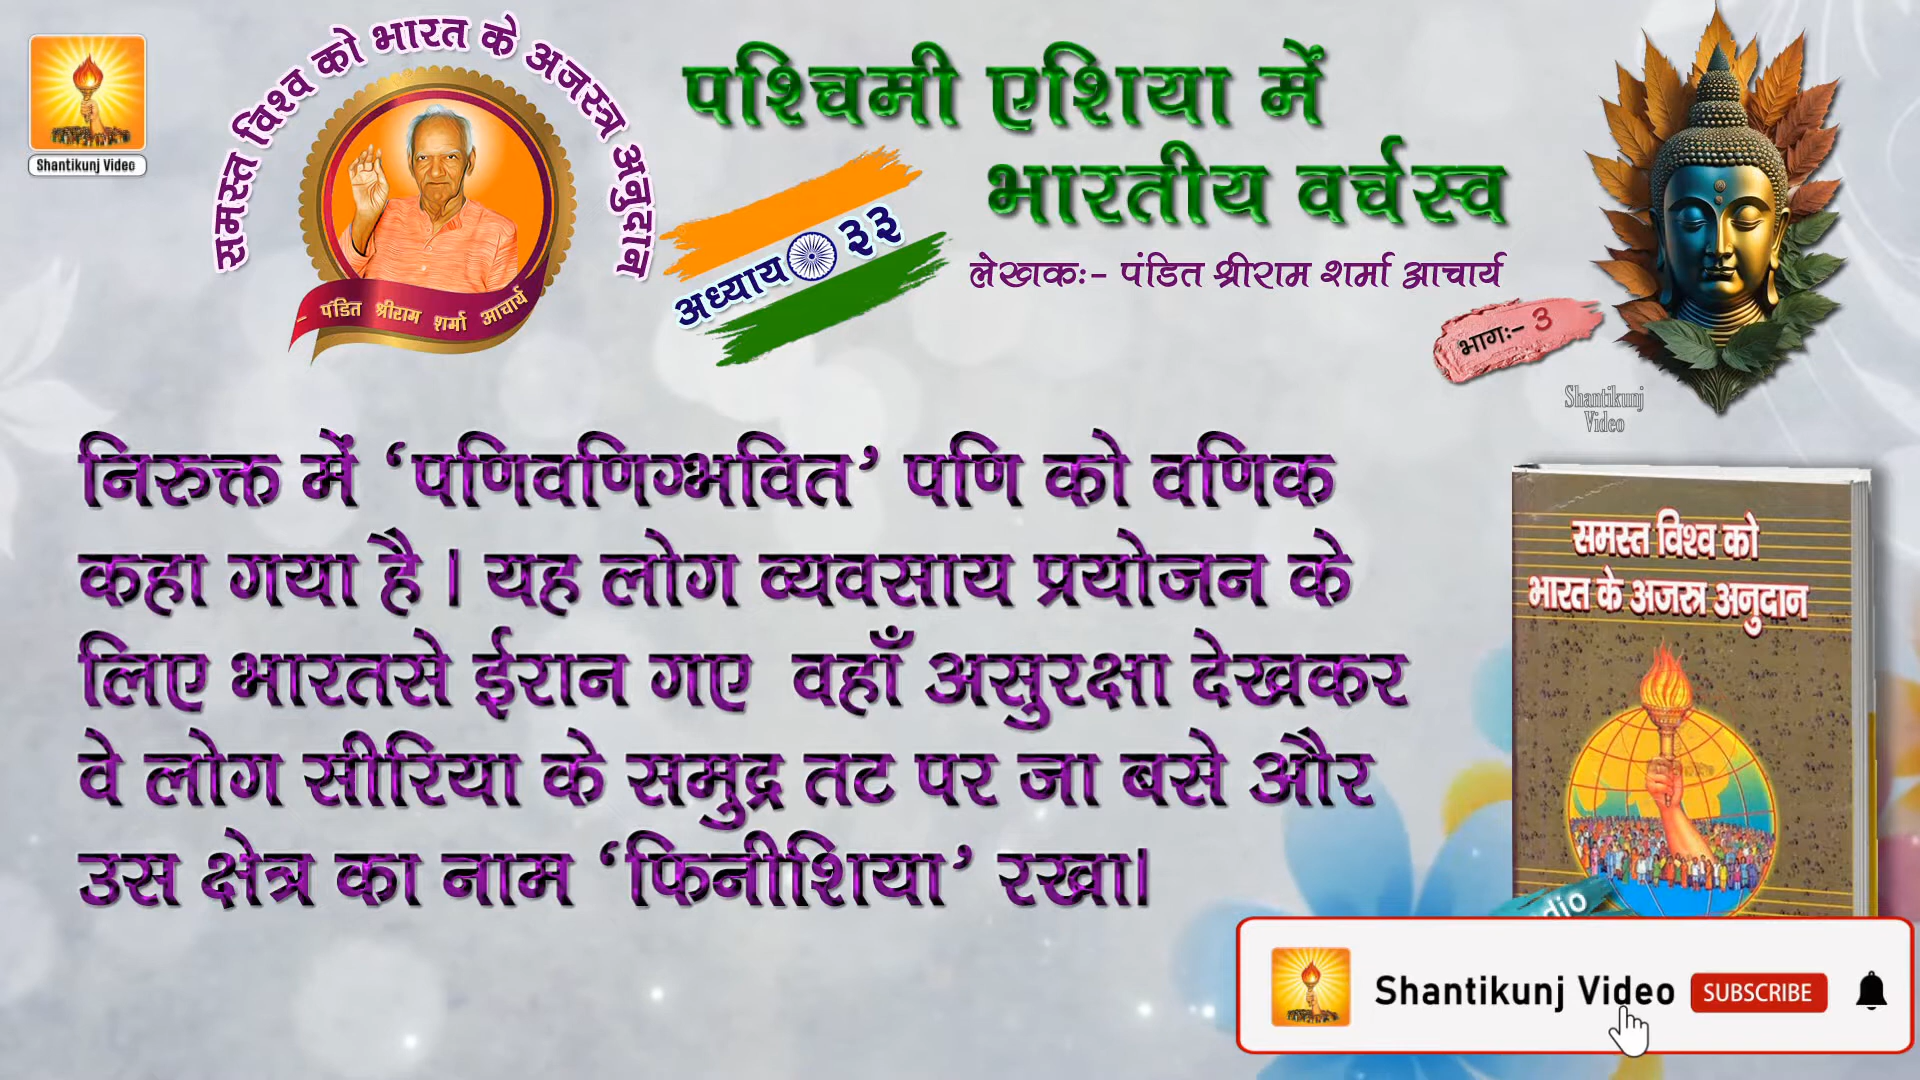 Shantikunj Video
समस्त विश्व को भारत के अजस्त्र अनुदान
- पंडित श्रीराम शर्मा आचार्य
पश्चिमी एशिया में
भारतीय वर्चस्व
अध्याय ३३
लेखकः- पंडित श्रीराम शर्मा आचार्य
भागः- ३
Shantikunj
Video
निरुक्त में ‘पणिवणिग्भवित’ पणि को वणिक
कहा गया है। यह लोग व्यवसाय प्रयोजन के
लिए भारतसे ईरान गए वहाँ असुरक्षा देखकर
वे लोग सीरिया के समुद्र तट पर जा बसे और
उस क्षेत्र का नाम ‘फिनीशिया’ रखा।
समस्त विश्व को
भारत के अजस्त्र अनुदान
Shantikunj Video SUBSCRIBE